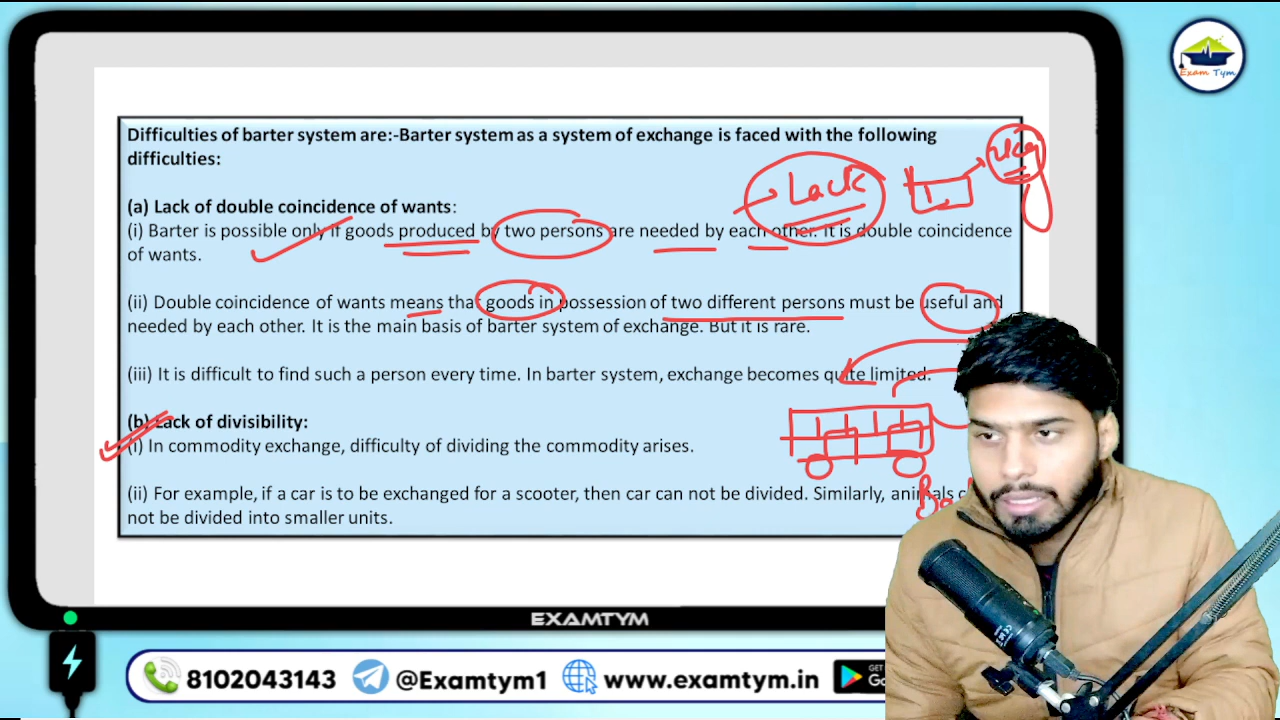 Exam Tym
Difficulties of barter system are:-Barter system as a system of exchange is faced with the following
difficulties:
(a) Lack of double coincidence of wants:
Lack
(i) Barter is possible only if goods produced by two persons are needed by each other. It is double coincidence
of wants.
(ii) Double coincidence of wants means that goods in possession of two different persons must be useful and
needed by each other. It is the main basis of barter system of exchange. But it is rare.
(iii) It is difficult to find such a person every time. In barter system, exchange becomes quite limited.
(b) Lack of divisibility:
(i) In commodity exchange, difficulty of dividing the commodity arises.
(ii) For example, if a car is to be exchanged for a scooter, then car can not be divided. Similarly, animals
not be divided into smaller units.
EXAMTYM
8102043143 @Examtym1 www.examtym.in GET